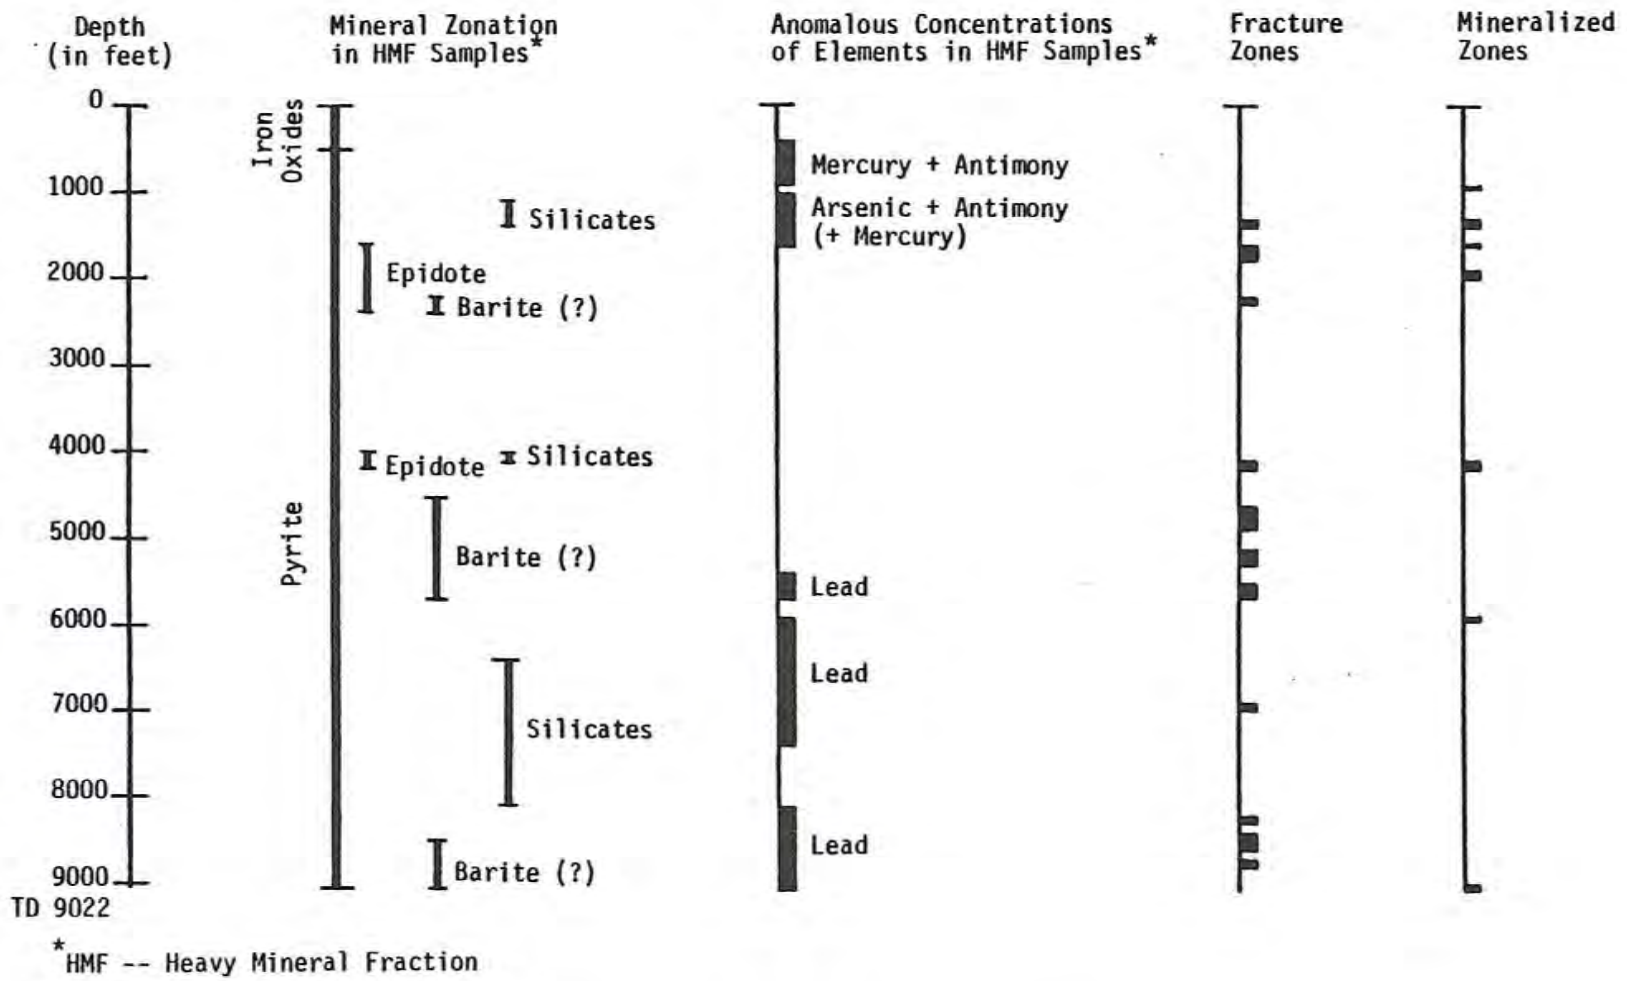 Depth
(in feet)
Mineral Zonation
in HMF Samples*
Anomalous Concentrations
of Elements in HMF Samples*
Fracture
Zones
Mineralized
Zones
0
1000
2000
3000
4000
5000
6000
7000
8000
9000
TD 9022
Iron
Oxides
Pyrite
Silicates
Epidote
Barite (?)
Epidote
Silicates
Barite (?)
Silicates
Barite (?)
Mercury + Antimony
Arsenic + Antimony
(+ Mercury)
Lead
Lead
Lead
*HMF -- Heavy Mineral Fraction